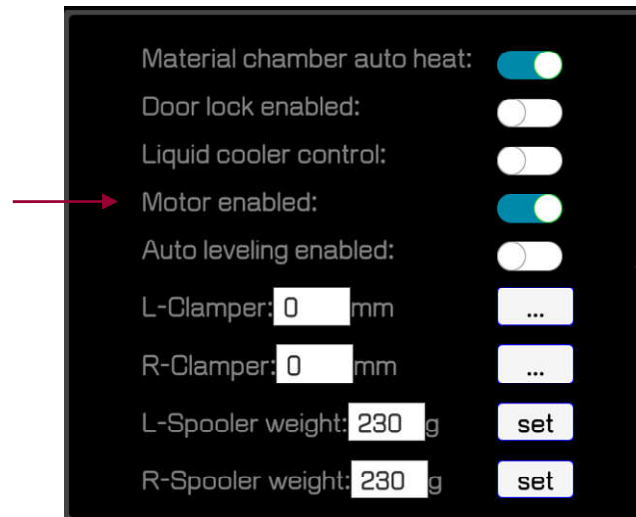 Material chamber auto heat:
Door lock enabled:
Liquid cooler control:
Motor enabled:
Auto leveling enabled:
L-Clamper: 0 mm ...
R-Clamper: 0 mm ...
L-Spooler weight: 230 g set
R-Spooler weight: 230 g set